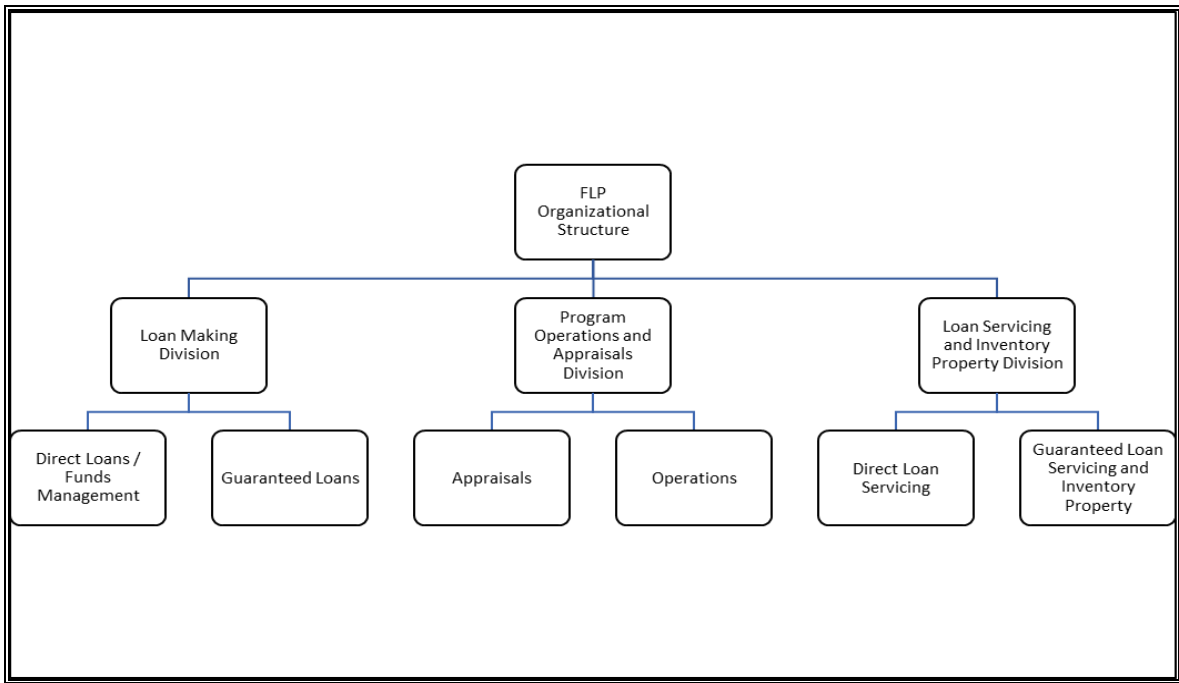 FLP
Organizational
Structure
Loan Making
Division
Program
Operations and
Appraisals
Division
Loan Servicing
and Inventory
Property Division
Direct Loans /
Funds
Management
Guaranteed Loans
Appraisals
Operations
Direct Loan
Servicing
Guaranteed Loan
Servicing and
Inventory
Property